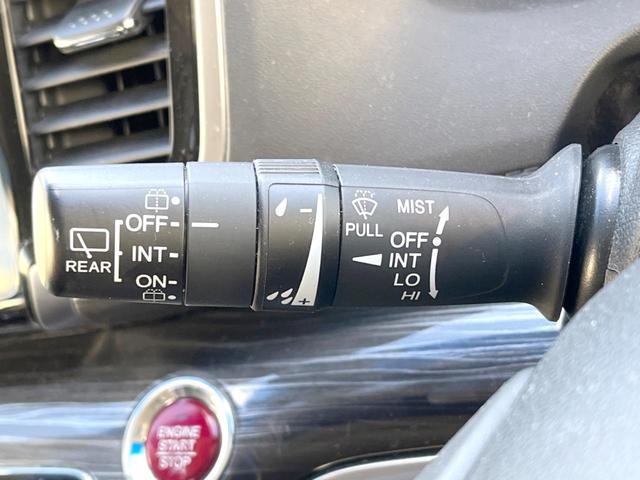 REAR
OFF
INT
ON
-
+
PULL
MIST
OFF
INT
LO
HI
ENGINE
START
STOP